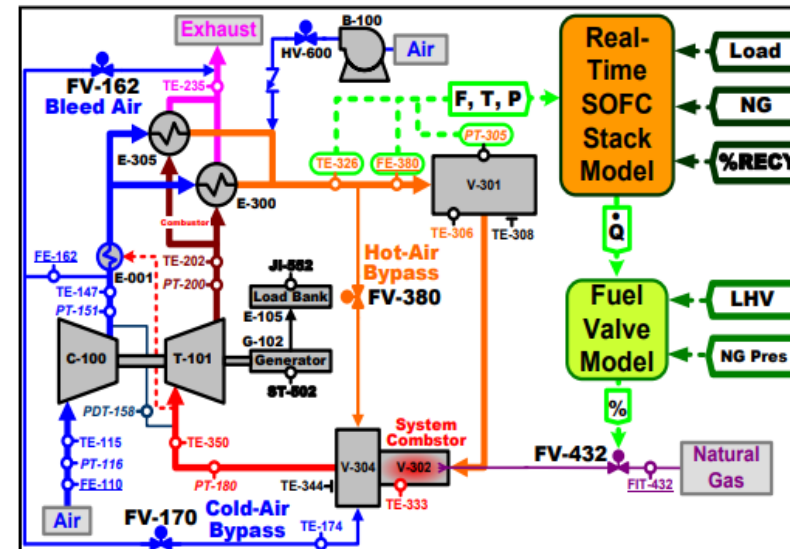 Exhaust
B-100
Air
HV-600
FV-162
Bleed Air
TE-235
E-305
E-300
Combustor
F, T, P
PT-305
TE-326
FE-380
V-301
TE-306
TE-308
Real-
Time
SOFC
Stack
Model
Load
NG
%RECY
Q̇
Fuel
Valve
Model
LHV
NG Pres
%
FE-162
E-001
TE-147
PT-151
TE-202
PT-200
JI-552
Load Bank
E-105
G-102
Generator
ST-502
Hot-Air
Bypass
FV-380
C-100
T-101
PDT-158
TE-115
PT-116
FE-110
Air
TE-350
PT-180
System
Combstor
V-304
V-302
TE-344
TE-333
FV-170
Cold-Air
Bypass
TE-174
FV-432
FIT-432
Natural
Gas